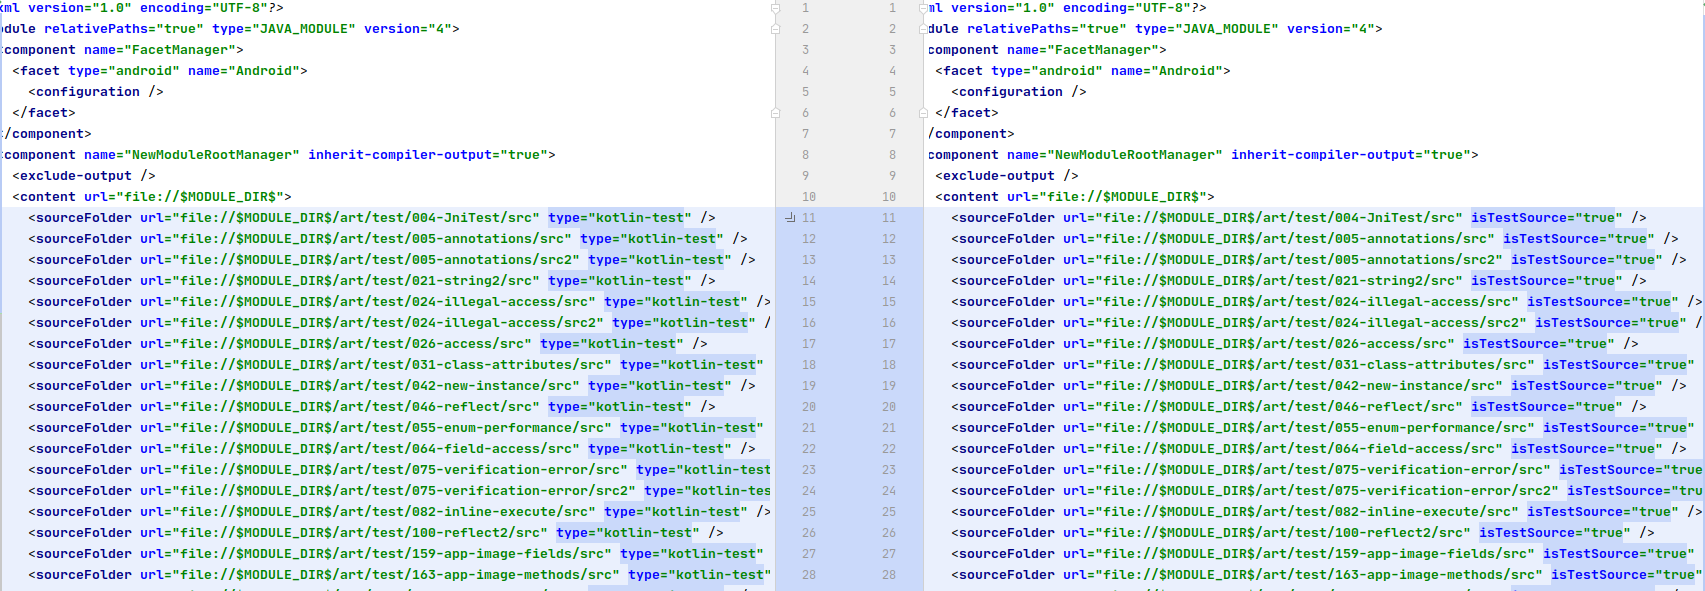 xml version="1.0" encoding="UTF-8"?>
odule relativePaths="true" type="JAVA_MODULE" version="4">
component name="FacetManager">
<facet type="android" name="Android">
<configuration />
</facet>
/component>
component name="NewModuleRootManager" inherit-compiler-output="true">
<exclude-output />
<content url="file://$MODULE_DIR$">
<sourceFolder url="file://$MODULE_DIR$/art/test/004-JniTest/src" type="kotlin-test" />
<sourceFolder url="file://$MODULE_DIR$/art/test/005-annotations/src" type="kotlin-test" />
<sourceFolder url="file://$MODULE_DIR$/art/test/005-annotations/src2" type="kotlin-test" />
<sourceFolder url="file://$MODULE_DIR$/art/test/021-string2/src" type="kotlin-test" />
<sourceFolder url="file://$MODULE_DIR$/art/test/024-illegal-access/src" type="kotlin-test" />
<sourceFolder url="file://$MODULE_DIR$/art/test/024-illegal-access/src2" type="kotlin-test" /
<sourceFolder url="file://$MODULE_DIR$/art/test/026-access/src" type="kotlin-test" />
<sourceFolder url="file://$MODULE_DIR$/art/test/031-class-attributes/src" type="kotlin-test"
<sourceFolder url="file://$MODULE_DIR$/art/test/042-new-instance/src" type="kotlin-test" />
<sourceFolder url="file://$MODULE_DIR$/art/test/046-reflect/src" type="kotlin-test" />
<sourceFolder url="file://$MODULE_DIR$/art/test/055-enum-performance/src" type="kotlin-test"
<sourceFolder url="file://$MODULE_DIR$/art/test/064-field-access/src" type="kotlin-test" />
<sourceFolder url="file://$MODULE_DIR$/art/test/075-verification-error/src" type="kotlin-test
<sourceFolder url="file://$MODULE_DIR$/art/test/075-verification-error/src2" type="kotlin-tes
<sourceFolder url="file://$MODULE_DIR$/art/test/082-inline-execute/src" type="kotlin-test" />
<sourceFolder url="file://$MODULE_DIR$/art/test/100-reflect2/src" type="kotlin-test" />
<sourceFolder url="file://$MODULE_DIR$/art/test/159-app-image-fields/src" type="kotlin-test"
<sourceFolder url="file://$MODULE_DIR$/art/test/163-app-image-methods/src" type="kotlin-test"
1 1
2 2
3 3
4 4
5 5
6 6
7 7
8 8
9 9
10 10
11 11
12 12
13 13
14 14
15 15
16 16
17 17
18 18
19 19
20 20
21 21
22 22
23 23
24 24
25 25
26 26
27 27
28 28
ml version="1.0" encoding="UTF-8"?>
dule relativePaths="true" type="JAVA_MODULE" version="4">
component name="FacetManager">
<facet type="android" name="Android">
<configuration />
</facet>
/component>
component name="NewModuleRootManager" inherit-compiler-output="true">
<exclude-output />
<content url="file://$MODULE_DIR$">
<sourceFolder url="file://$MODULE_DIR$/art/test/004-JniTest/src" isTestSource="true" />
<sourceFolder url="file://$MODULE_DIR$/art/test/005-annotations/src" isTestSource="true" />
<sourceFolder url="file://$MODULE_DIR$/art/test/005-annotations/src2" isTestSource="true" />
<sourceFolder url="file://$MODULE_DIR$/art/test/021-string2/src" isTestSource="true" />
<sourceFolder url="file://$MODULE_DIR$/art/test/024-illegal-access/src" isTestSource="true" />
<sourceFolder url="file://$MODULE_DIR$/art/test/024-illegal-access/src2" isTestSource="true" /
<sourceFolder url="file://$MODULE_DIR$/art/test/026-access/src" isTestSource="true" />
<sourceFolder url="file://$MODULE_DIR$/art/test/031-class-attributes/src" isTestSource="true"
<sourceFolder url="file://$MODULE_DIR$/art/test/042-new-instance/src" isTestSource="true" />
<sourceFolder url="file://$MODULE_DIR$/art/test/046-reflect/src" isTestSource="true" />
<sourceFolder url="file://$MODULE_DIR$/art/test/055-enum-performance/src" isTestSource="true"
<sourceFolder url="file://$MODULE_DIR$/art/test/064-field-access/src" isTestSource="true" />
<sourceFolder url="file://$MODULE_DIR$/art/test/075-verification-error/src" isTestSource="true
<sourceFolder url="file://$MODULE_DIR$/art/test/075-verification-error/src2" isTestSource="tru
<sourceFolder url="file://$MODULE_DIR$/art/test/082-inline-execute/src" isTestSource="true" />
<sourceFolder url="file://$MODULE_DIR$/art/test/100-reflect2/src" isTestSource="true" />
<sourceFolder url="file://$MODULE_DIR$/art/test/159-app-image-fields/src" isTestSource="true"
<sourceFolder url="file://$MODULE_DIR$/art/test/163-app-image-methods/src" isTestSource="true"